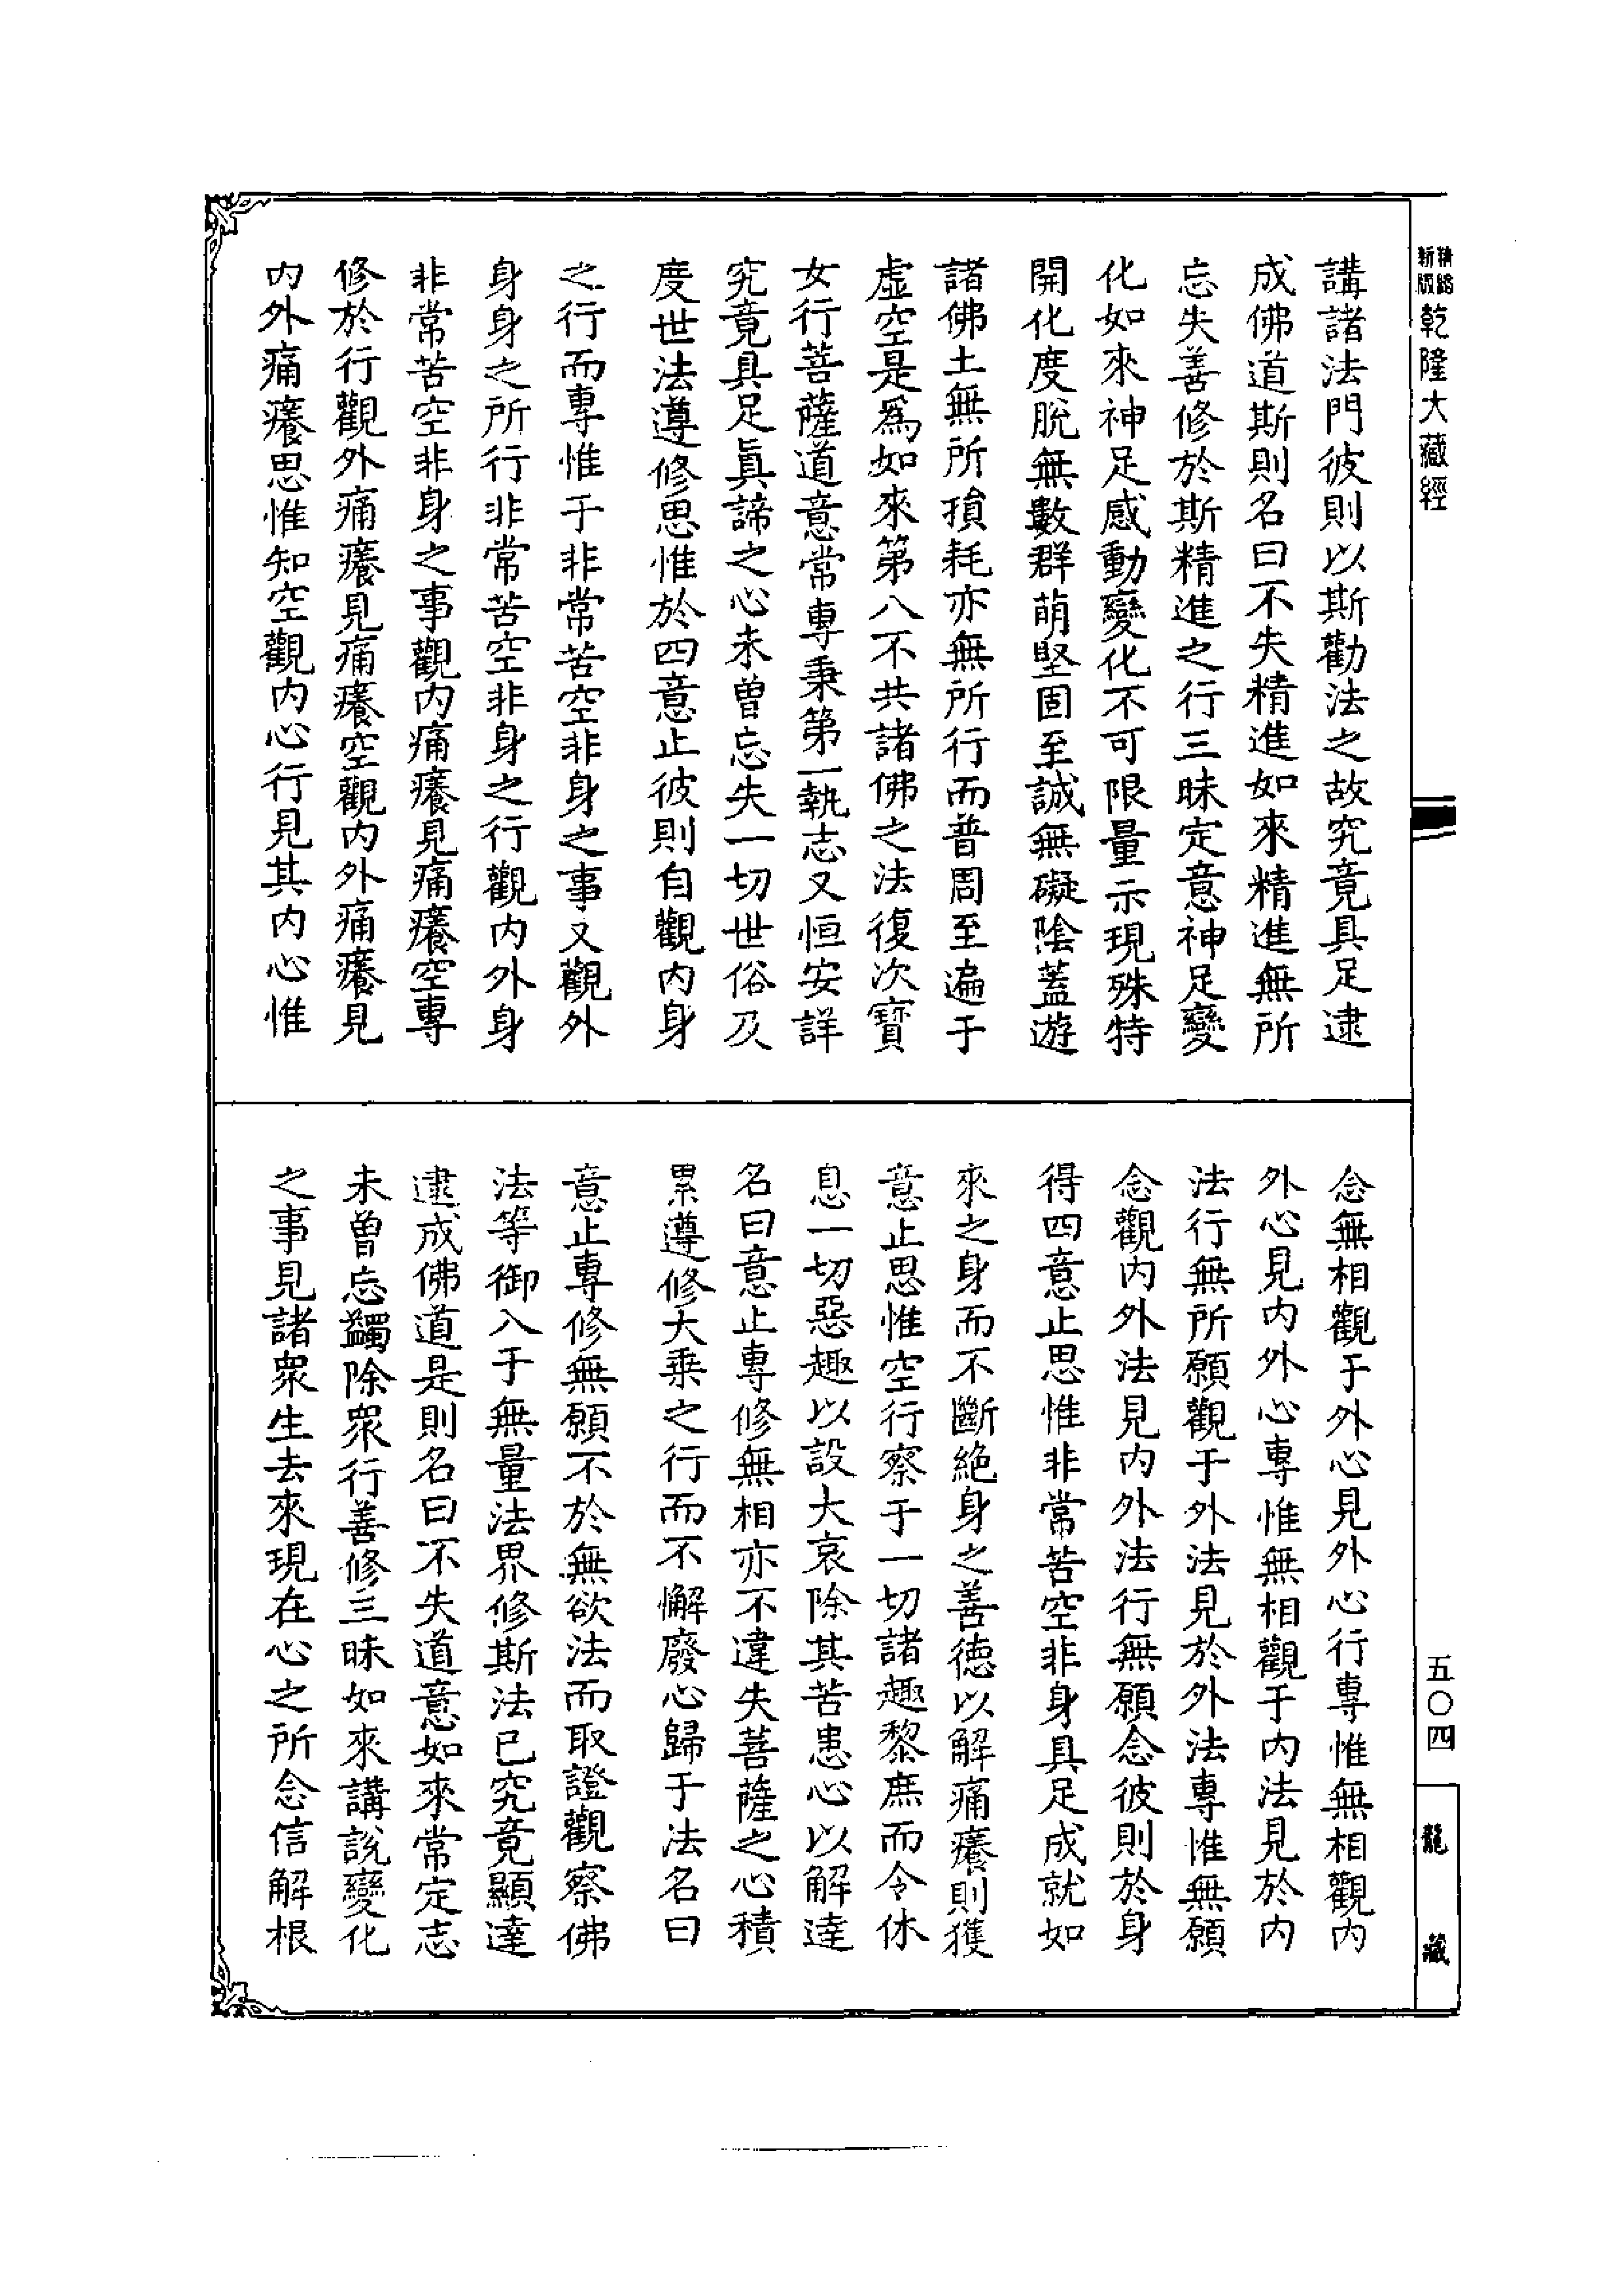 精編
新版
乾隆大藏經
講諸法門彼則以斯勸法之故究竟具足逮
成佛道斯則名曰不失精進如來精進無所
忘失善修於斯精進之行三昧定意神足變
化如來神足感動變化不可限量示現殊特
開化度脫無數群萌堅固至誠無礙陰蓋遊
諸佛土無所損耗亦無所行而普周至遍于
虛空是為如來第八不共諸佛之法復次寶
女行菩薩道意常專秉第一執志又恒安詳
究竟具足真諦之心未曾忘失一切世俗及
度世法遵修思惟於四意止彼則自觀內身
之行而專惟于非常苦空非身之事又觀外
身身之所行非常苦空非身之行觀內外身
非常苦空非身之事觀內痛癢見痛癢空專
修於行觀外痛癢見痛癢空觀內外痛癢見
內外痛癢思惟知空觀內心行見其內心惟
念無相觀于外心見外心行專惟無相觀內
外心見內外心專惟無相觀于內法見於內
法行無所願觀于外法見於外法專惟無願
念觀內外法見內外法行無願念彼則於身
得四意止思惟非常苦空非身具足成就如
來之身而不斷絕身之善德以解痛癢則獲
意止思惟空行察于一切諸趣黎庶而令休
息一切惡趣以設大哀除其苦患心以解達
名曰意止專修無相亦不違失菩薩之心積
累遵修大乘之行而不懈廢心歸于法名曰
意止專修無願不於無欲法而取證觀察佛
法等御入于無量法界修斯法已究竟顯達
逮成佛道是則名曰不失道意如來常定志
未曾忘蠲除眾行善修三昧如來講說變化
之事見諸眾生去來現在心之所念信解根
五〇四
龍藏